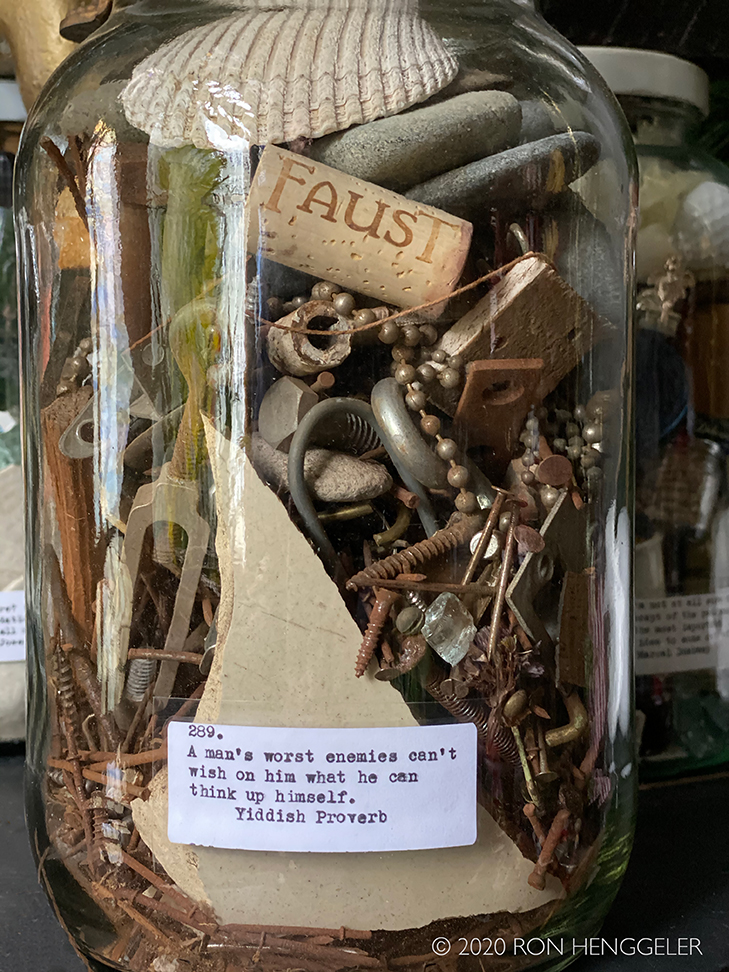 FAUST
289.
A man's worst enemies can't
wish on him what he can
think up himself.
Yiddish Proverb
© 2020 RON HENGGELER